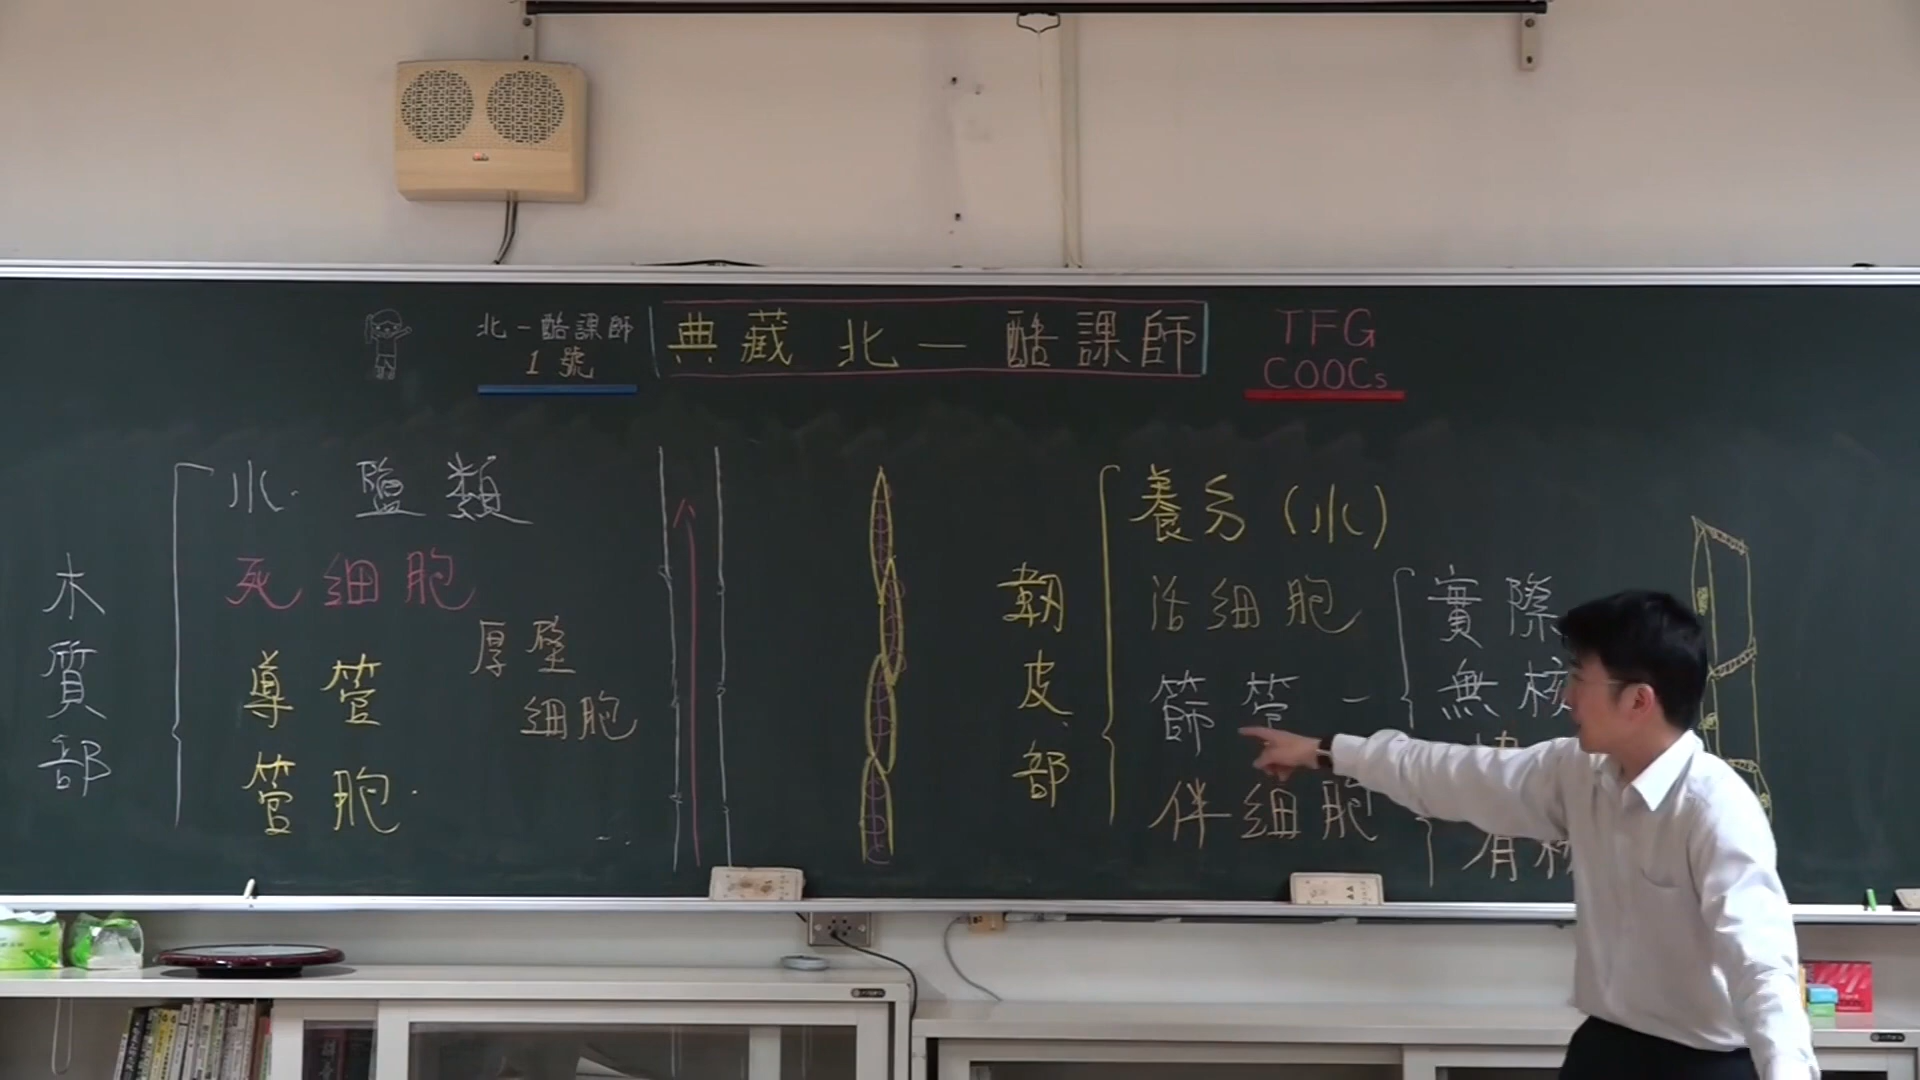 北一酷課師
1號
典藏 北一 酷課師
TFG
COOCs
木質部
水. 鹽類
死細胞
導管
管胞.
厚壁
細胞
韌皮部
養分(水)
活細胞
篩管-
伴細胞
實際
無核
有核